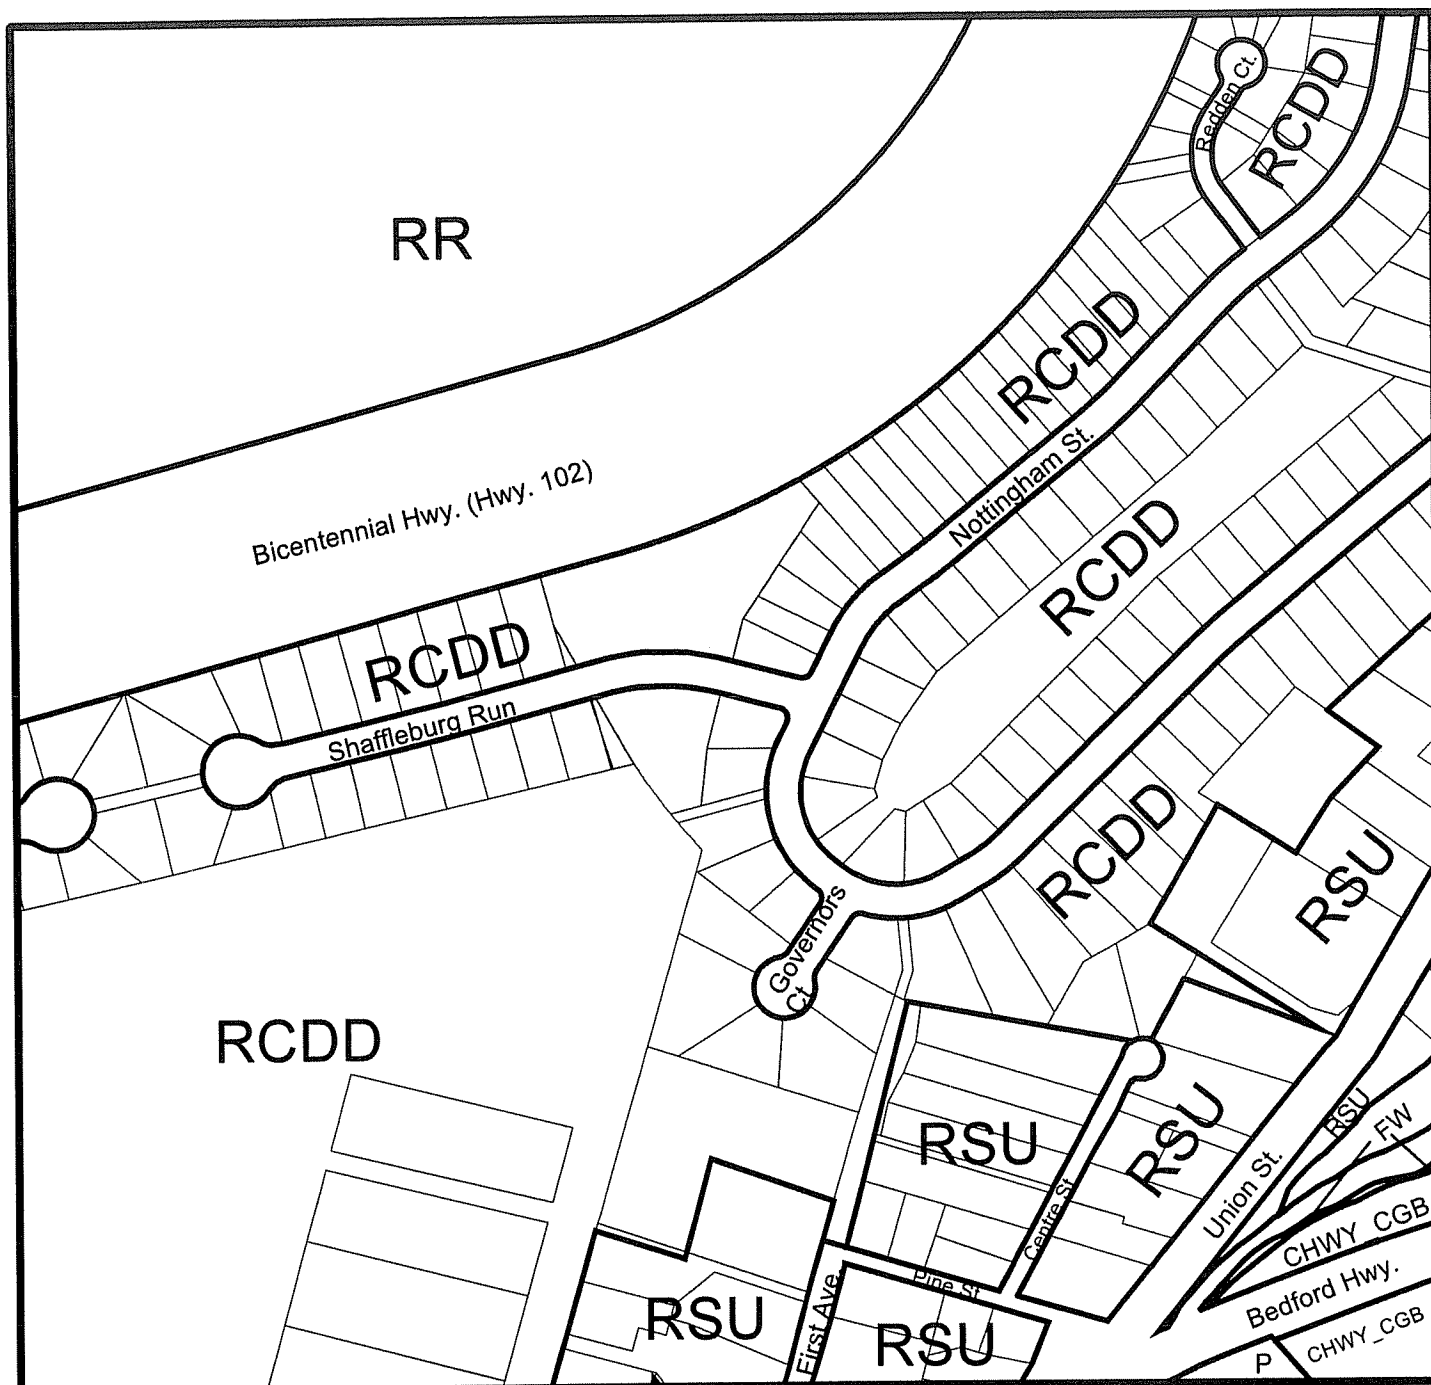 Redden Ct.
RCDD
RR
RCDD
Nottingham St.
Bicentennial Hwy. (Hwy. 102)
RCDD
RCDD
Shaffleburg Run
RCDD
RSU
Governors
Ct
RCDD
RSU
RSU
RSU
FW
Union St.
Centre St
CHWY_CGB
Bedford Hwy.
Pine St
First Ave.
RSU
RSU
CHWY_CGB
P